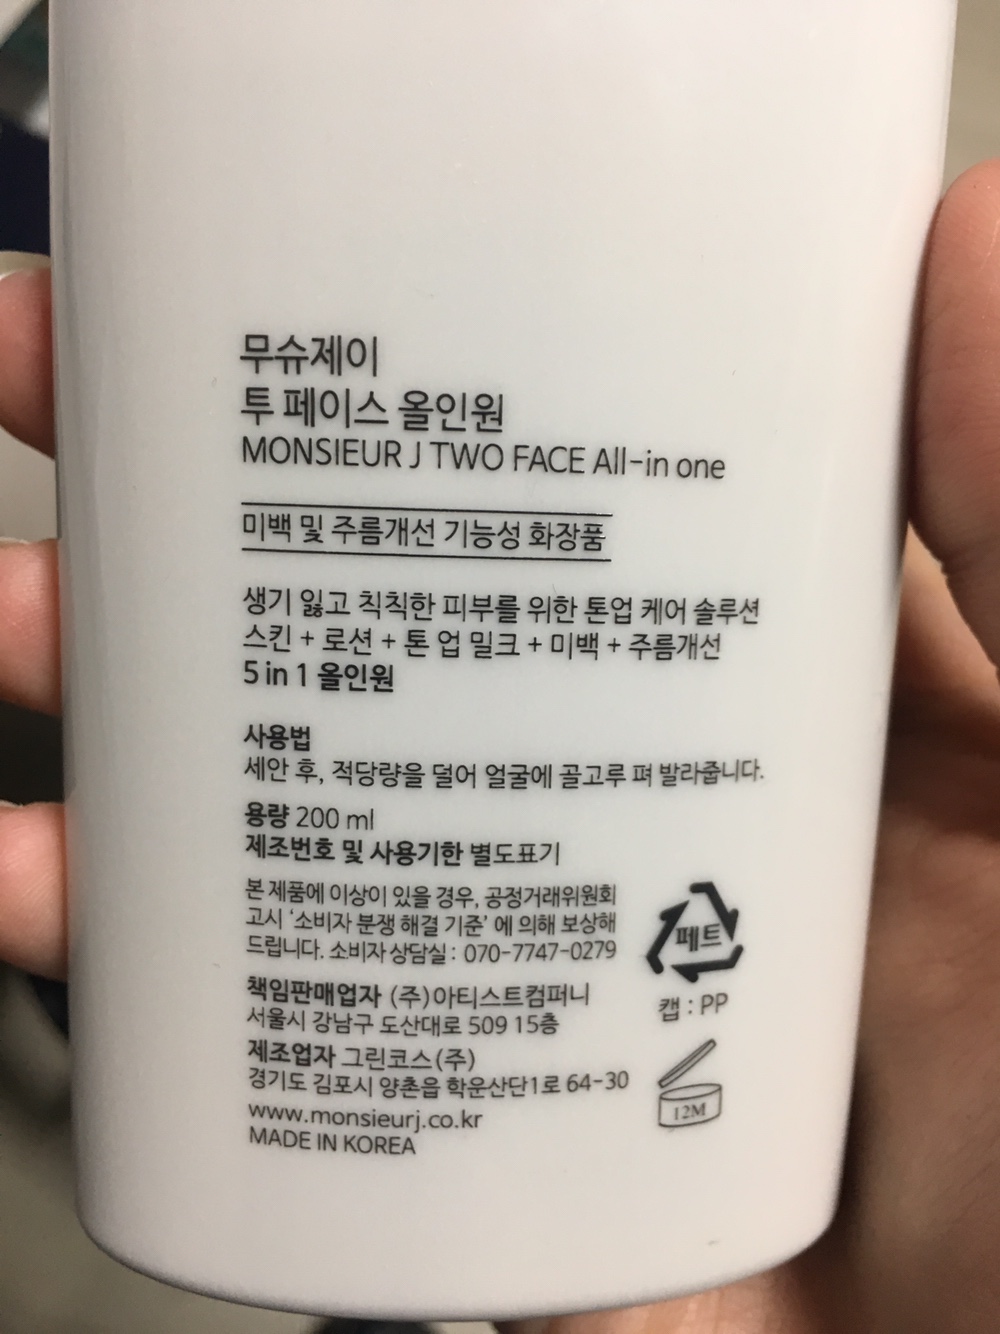 무슈제이
투 페이스 올인원
MONSIEUR J TWO FACE All-in one
미백 및 주름개선 기능성 화장품
생기 잃고 칙칙한 피부를 위한 톤업 케어 솔루션
스킨 + 로션 + 톤 업 밀크 + 미백 + 주름개선
5 in 1 올인원
사용법
세안 후, 적당량을 덜어 얼굴에 골고루 펴 발라줍니다.
용량 200 ml
제조번호 및 사용기한 별도표기
본 제품에 이상이 있을 경우, 공정거래위원회
고시 '소비자 분쟁 해결 기준' 에 의해 보상해
드립니다. 소비자 상담실 : 070-7747-0279
페트
캡 : PP
책임판매업자 (주)아티스트컴퍼니
서울시 강남구 도산대로 509 15층
제조업자 그린코스(주)
경기도 김포시 양촌읍 학운산단1로 64-30
12M
www.monsieurj.co.kr
MADE IN KOREA